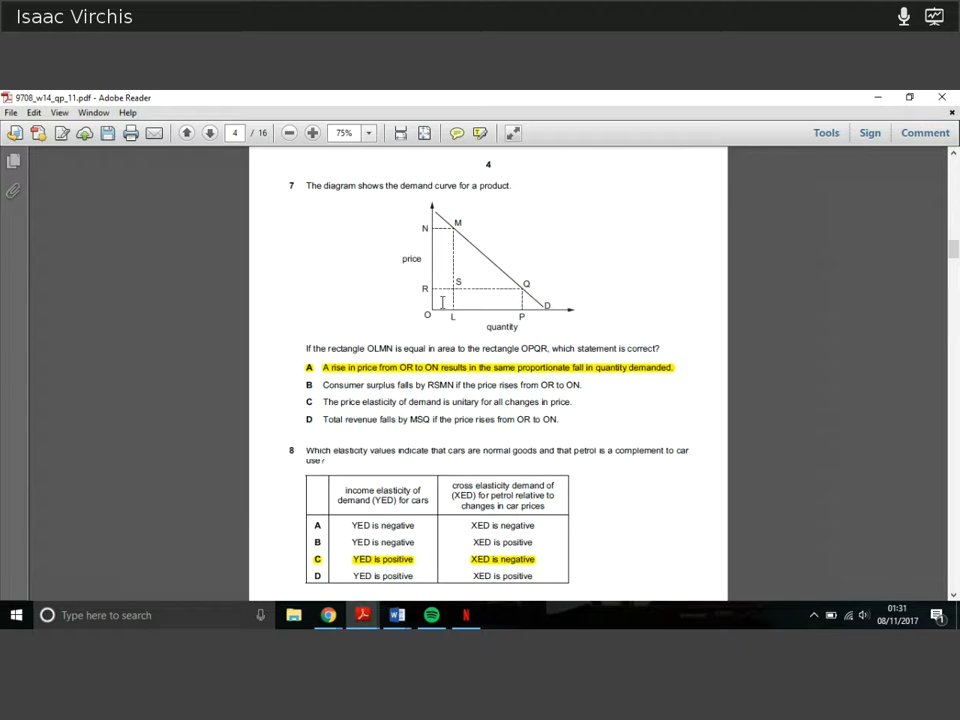 Isaac Virchis
9708_w14_qp_11.pdf - Adobe Reader
File Edit View Window Help
4 / 16 75% Tools Sign Comment
4
7 The diagram shows the demand curve for a product.
N M
price
R S Q
O L P D
quantity
If the rectangle OLMN is equal in area to the rectangle OPQR, which statement is correct?
A A rise in price from OR to ON results in the same proportionate fall in quantity demanded.
B Consumer surplus falls by RSMN if the price rises from OR to ON.
C The price elasticity of demand is unitary for all changes in price.
D Total revenue falls by MSQ if the price rises from OR to ON.
8 Which elasticity values indicate that cars are normal goods and that petrol is a complement to car
use?
income elasticity of
demand (YED) for cars
cross elasticity demand of
(XED) for petrol relative to
changes in car prices
A YED is negative XED is negative
B YED is negative XED is positive
C YED is positive XED is negative
D YED is positive XED is positive
Type here to search
01:31
08/11/2017